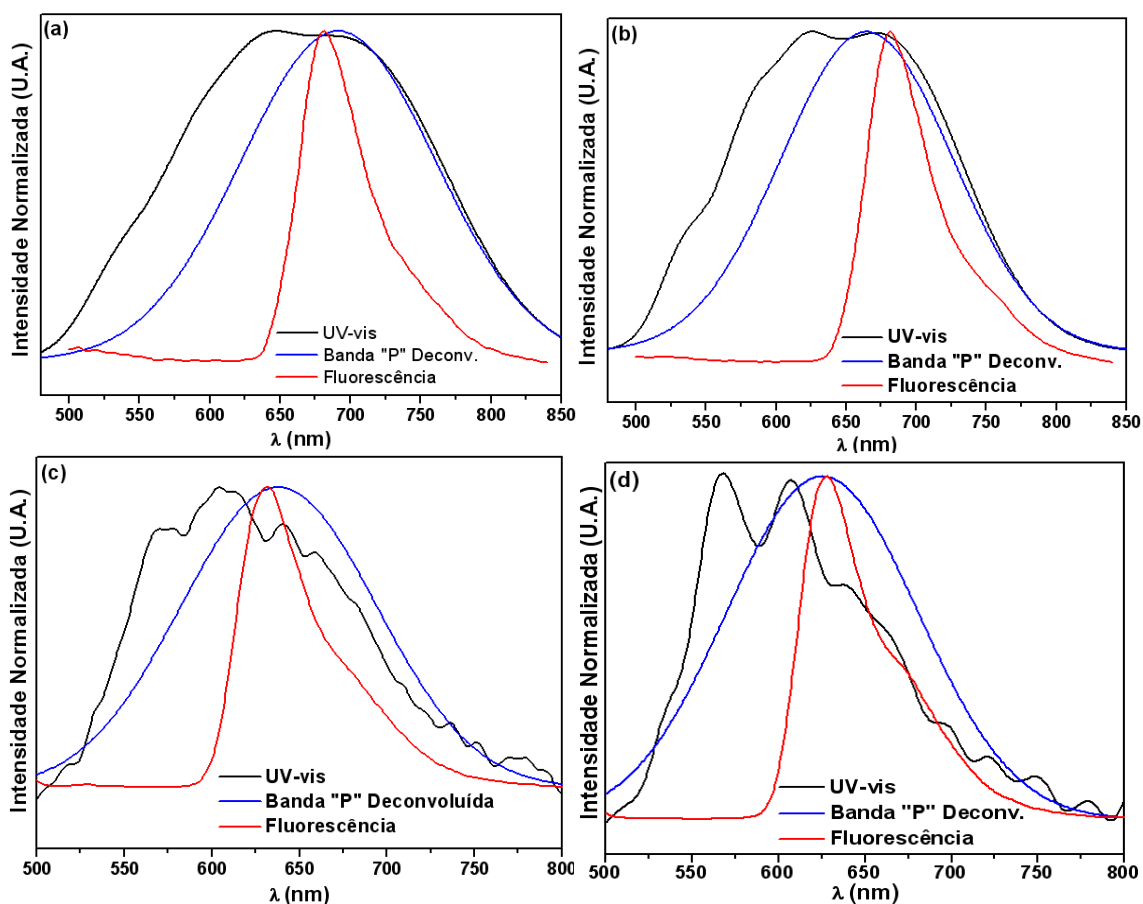 (a)
Intensidade Normalizada (U.A.)
UV-vis
Banda "P" Deconv.
Fluorescência
500 550 600 650 700 750 800 850
λ (nm)
(b)
Intensidade Normalizada (U.A.)
UV-vis
Banda "P" Deconv.
Fluorescência
500 550 600 650 700 750 800 850
λ (nm)
(c)
Intensidade Normalizada (U.A.)
UV-vis
Banda "P" Deconvoluída
Fluorescência
500 550 600 650 700 750 800
λ (nm)
(d)
Intensidade Normalizada (U.A.)
UV-vis
Banda "P" Deconv.
Fluorescência
500 550 600 650 700 750 800
λ (nm)